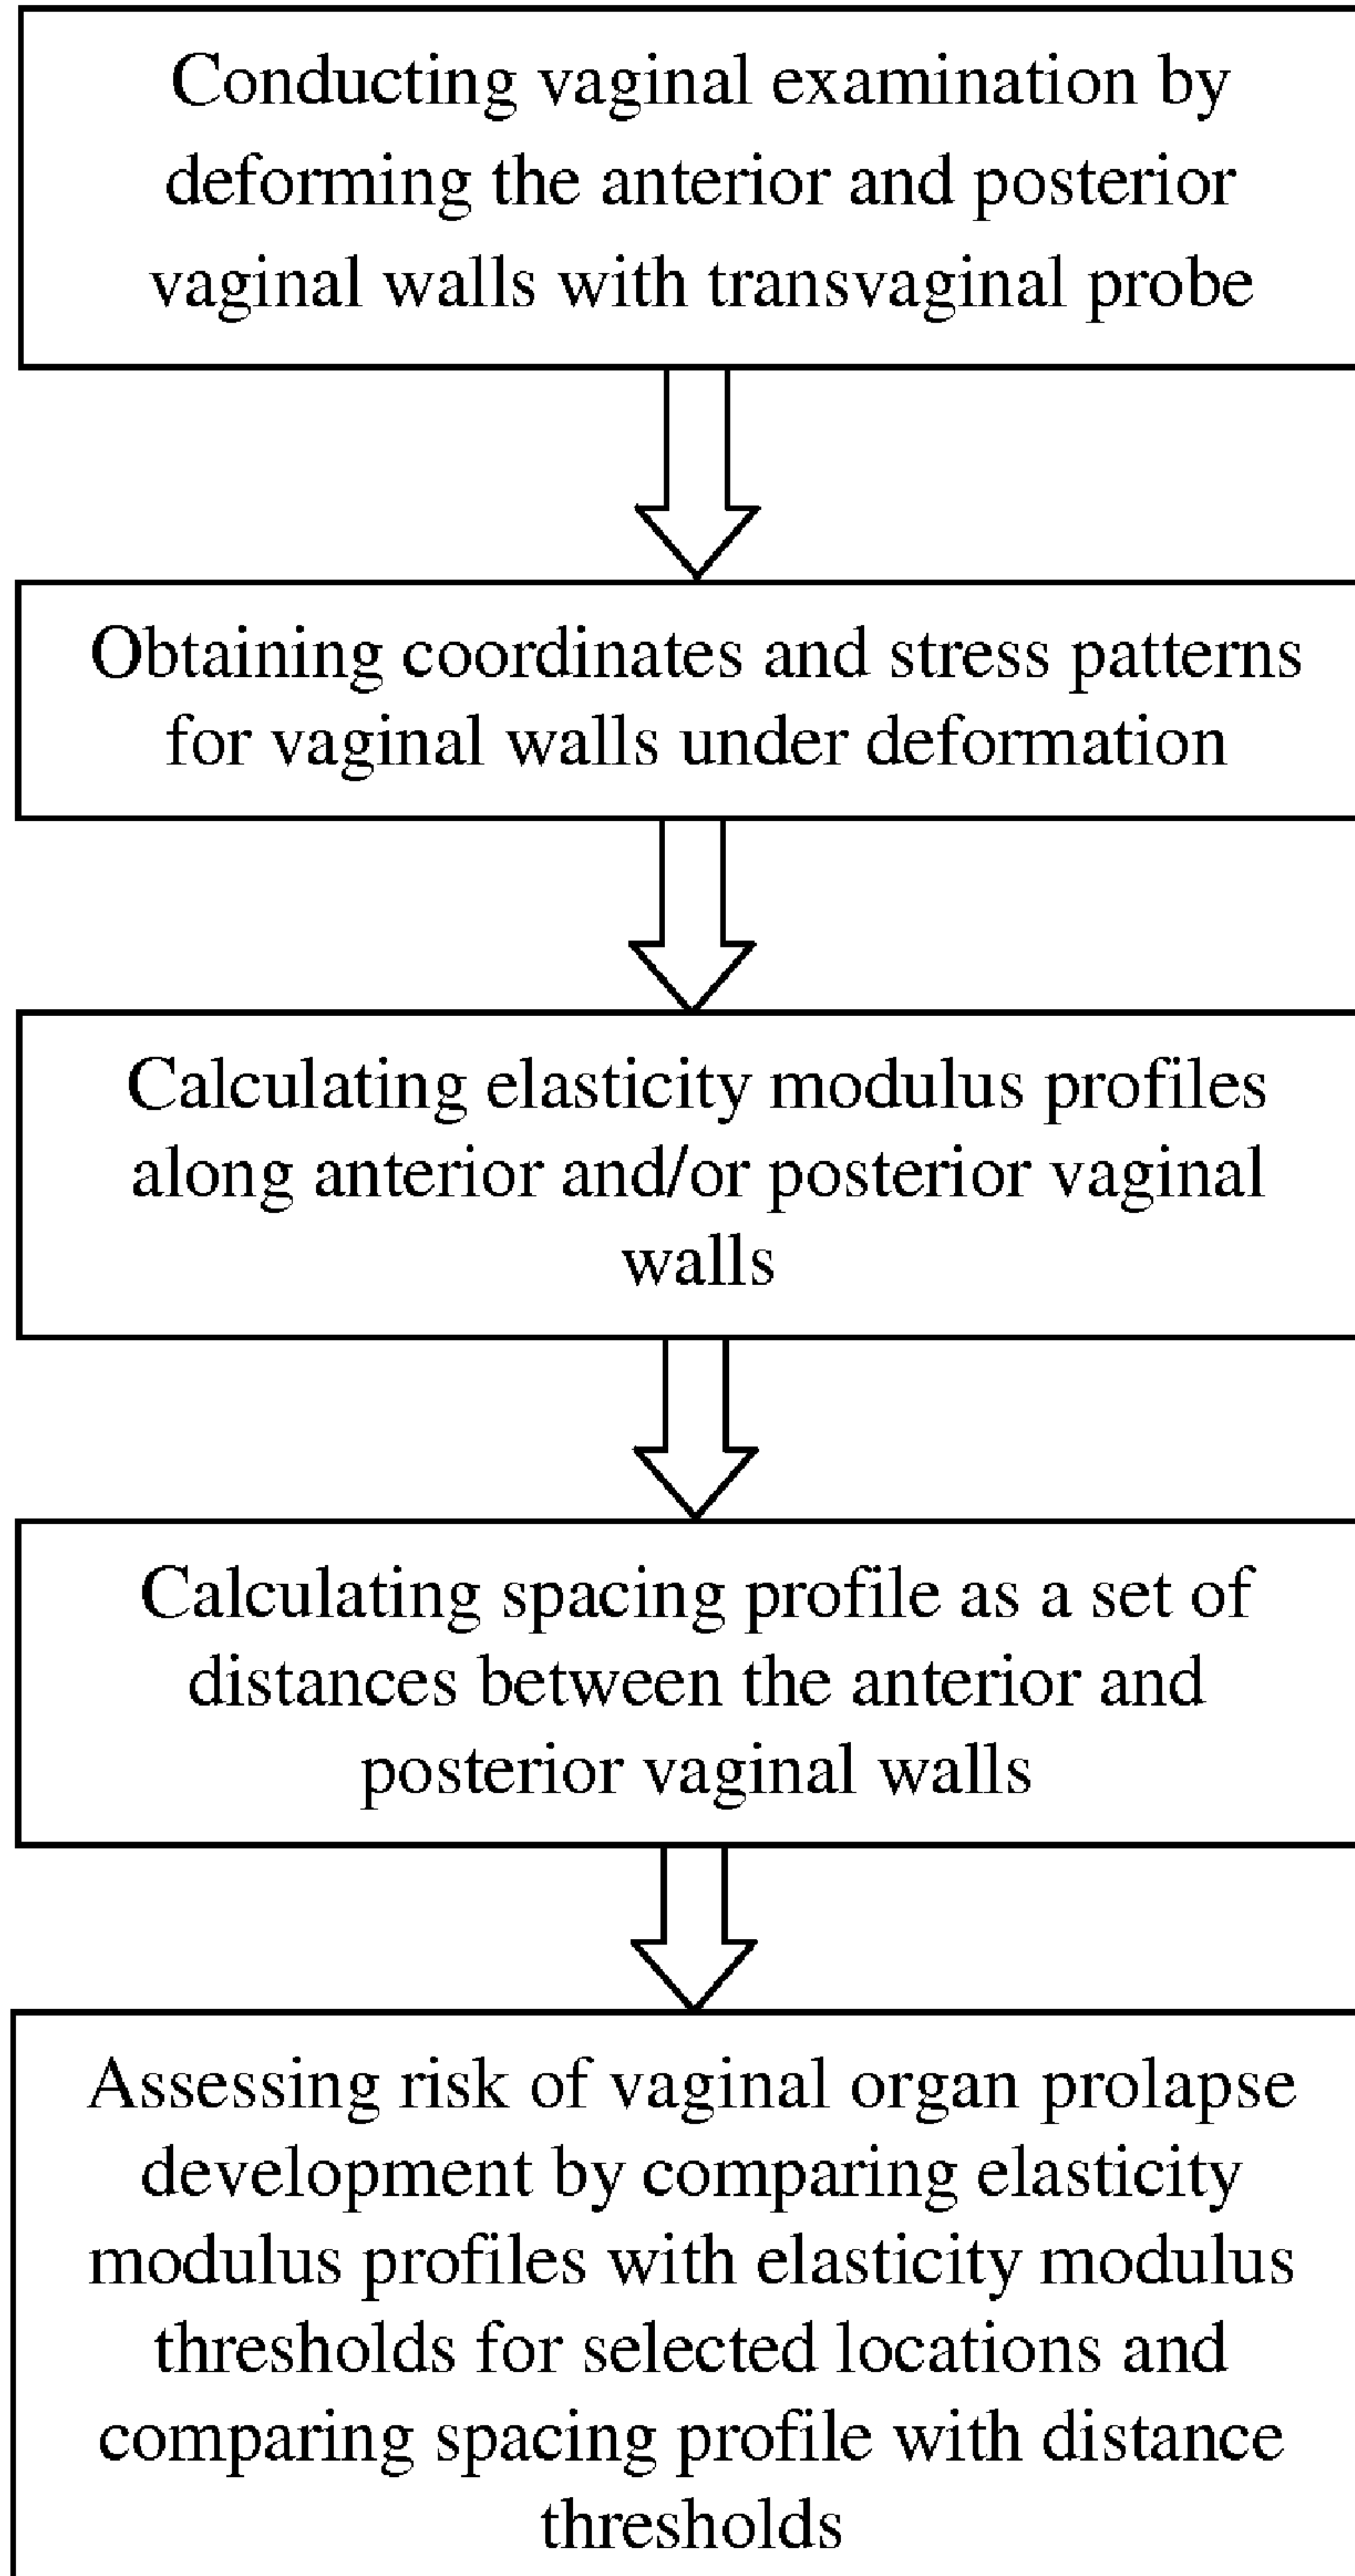 Conducting vaginal examination by
deforming the anterior and posterior
vaginal walls with transvaginal probe
Obtaining coordinates and stress patterns
for vaginal walls under deformation
Calculating elasticity modulus profiles
along anterior and/or posterior vaginal
walls
Calculating spacing profile as a set of
distances between the anterior and
posterior vaginal walls
Assessing risk of vaginal organ prolapse
development by comparing elasticity
modulus profiles with elasticity modulus
thresholds for selected locations and
comparing spacing profile with distance
thresholds